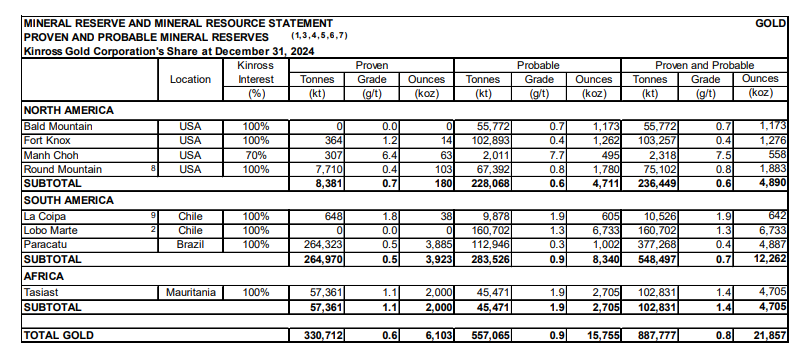 MINERAL RESERVE AND MINERAL RESOURCE STATEMENT GOLD
PROVEN AND PROBABLE MINERAL RESERVES (1,3,4,5,6,7)
Kinross Gold Corporation's Share at December 31, 2024
Kinross Proven Probable Proven and Probable
Location Interest Tonnes Grade Ounces Tonnes Grade Ounces Tonnes Grade Ounces
(%) (kt) (g/t) (koz) (kt) (g/t) (koz) (kt) (g/t) (koz)
NORTH AMERICA
Bald Mountain USA 100% 0 0.0 0 55,772 0.7 1,173 55,772 0.7 1,173
Fort Knox USA 100% 364 1.2 14 102,893 0.4 1,262 103,257 0.4 1,276
Manh Choh USA 70% 307 6.4 63 2,011 7.7 495 2,318 7.5 558
Round Mountain 8 USA 100% 7,710 0.4 103 67,392 0.8 1,780 75,102 0.8 1,883
SUBTOTAL 8,381 0.7 180 228,068 0.6 4,711 236,449 0.6 4,890
SOUTH AMERICA
La Coipa 9 Chile 100% 648 1.8 38 9,878 1.9 605 10,526 1.9 642
Lobo Marte 2 Chile 100% 0 0.0 0 160,702 1.3 6,733 160,702 1.3 6,733
Paracatu Brazil 100% 264,323 0.5 3,885 112,946 0.3 1,002 377,268 0.4 4,887
SUBTOTAL 264,970 0.5 3,923 283,526 0.9 8,340 548,497 0.7 12,262
AFRICA
Tasiast Mauritania 100% 57,361 1.1 2,000 45,471 1.9 2,705 102,831 1.4 4,705
SUBTOTAL 57,361 1.1 2,000 45,471 1.9 2,705 102,831 1.4 4,705
TOTAL GOLD 330,712 0.6 6,103 557,065 0.9 15,755 887,777 0.8 21,857